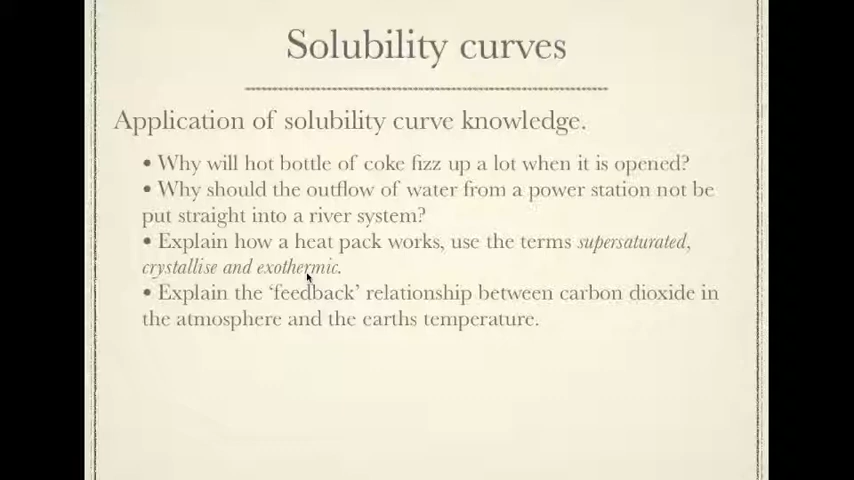 Solubility curves
Application of solubility curve knowledge.
• Why will hot bottle of coke fizz up a lot when it is opened?
• Why should the outflow of water from a power station not be
put straight into a river system?
• Explain how a heat pack works, use the terms supersaturated,
crystallise and exothermic.
• Explain the ‘feedback’ relationship between carbon dioxide in
the atmosphere and the earths temperature.